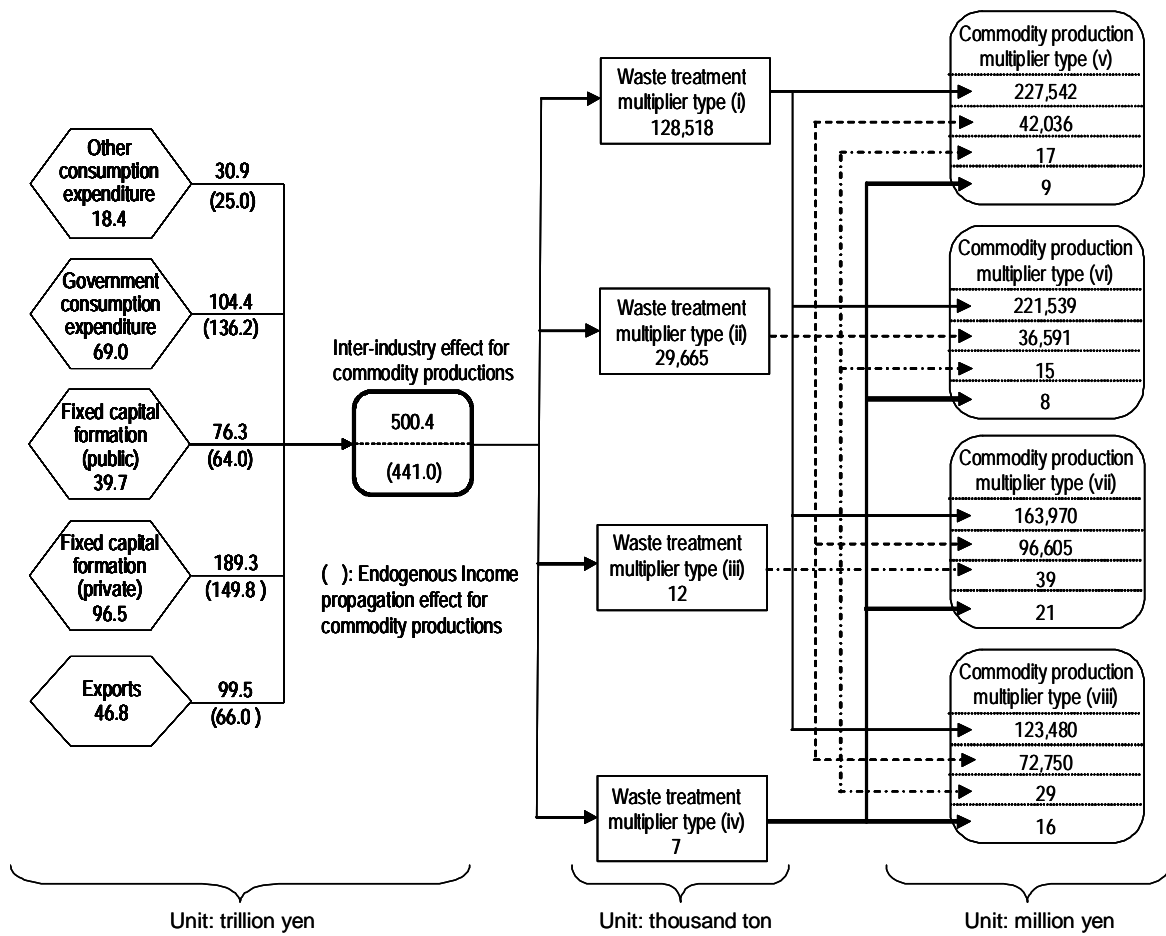 Other
consumption
expenditure
18.4
30.9
(25.0)
Government
consumption
expenditure
69.0
104.4
(136.2)
Fixed capital
formation
(public)
39.7
76.3
(64.0)
Fixed capital
formation
(private)
96.5
189.3
(149.8 )
Exports
46.8
99.5
(66.0)
Inter-industry effect for
commodity productions
500.4
(441.0)
( ): Endogenous Income
propagation effect for
commodity productions
Waste treatment
multiplier type (i)
128,518
Waste treatment
multiplier type (ii)
29,665
Waste treatment
multiplier type (iii)
12
Waste treatment
multiplier type (iv)
7
Commodity production
multiplier type (v)
227,542
42,036
17
9
Commodity production
multiplier type (vi)
221,539
36,591
15
8
Commodity production
multiplier type (vii)
163,970
96,605
39
21
Commodity production
multiplier type (viii)
123,480
72,750
29
16
Unit: trillion yen
Unit: thousand ton
Unit: million yen